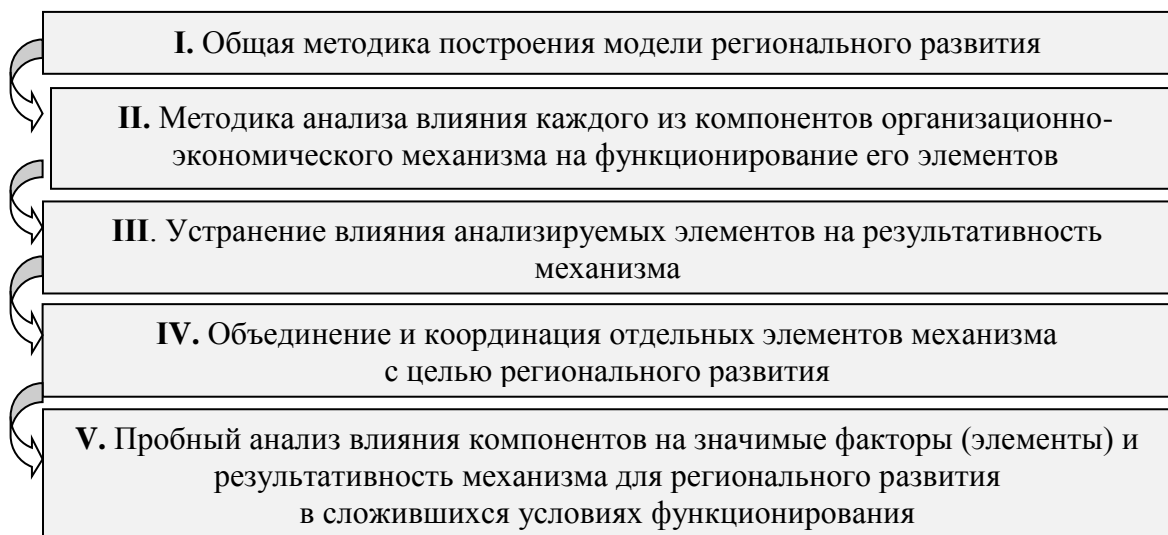 I. Общая методика построения модели регионального развития
II. Методика анализа влияния каждого из компонентов организационно-
экономического механизма на функционирование его элементов
III. Устранение влияния анализируемых элементов на результативность
механизма
IV. Объединение и координация отдельных элементов механизма
с целью регионального развития
V. Пробный анализ влияния компонентов на значимые факторы (элементы) и
результативность механизма для регионального развития
в сложившихся условиях функционирования